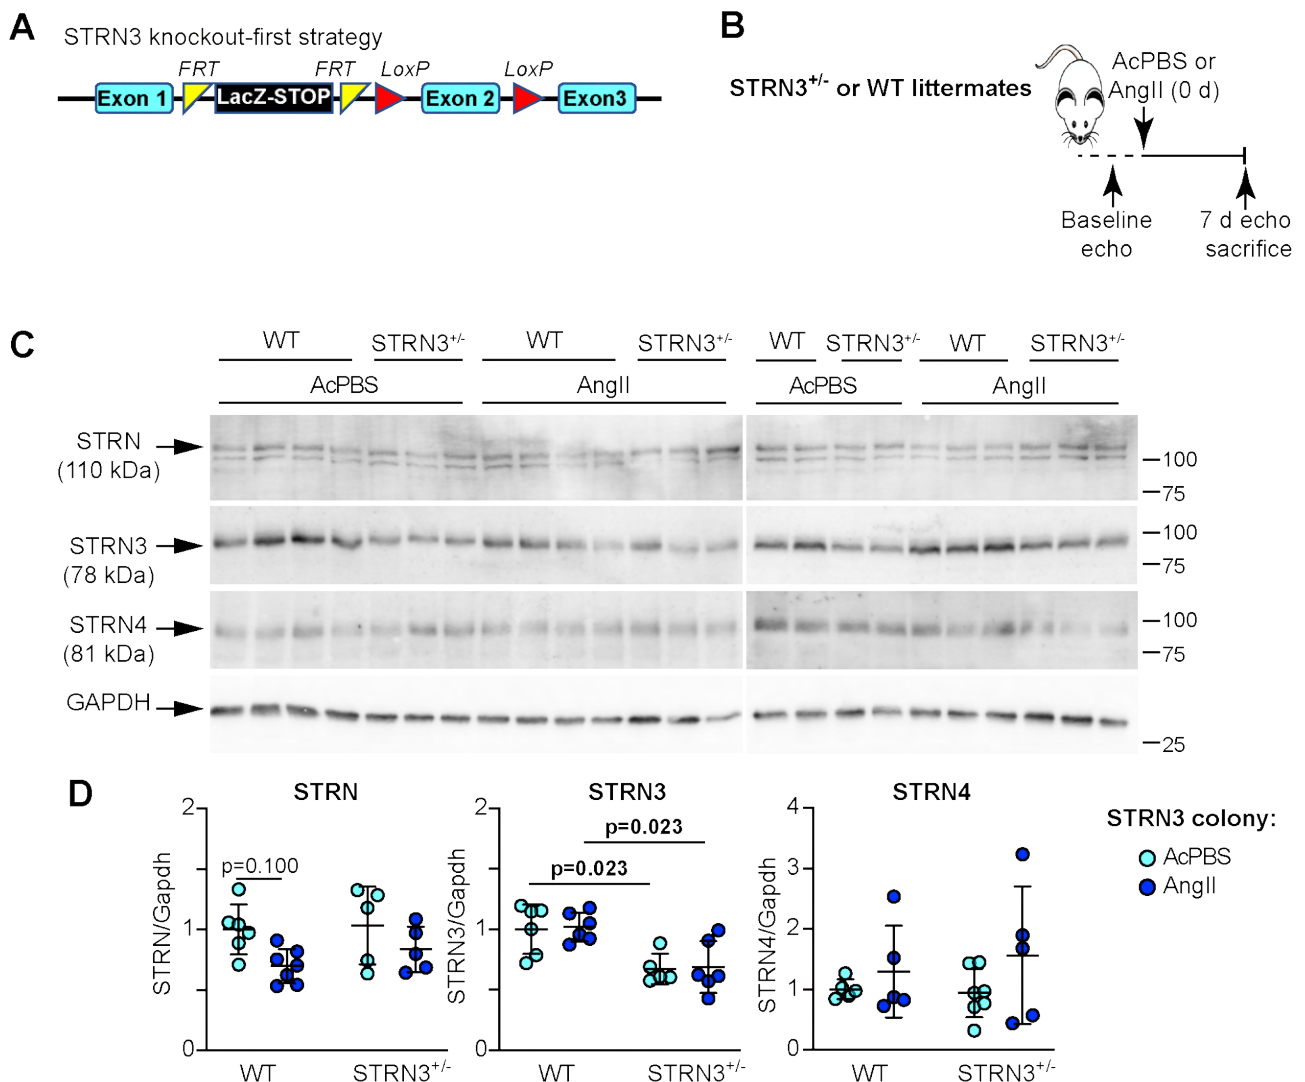 A
STRN3 knockout-first strategy
FRT FRT LoxP LoxP
Exon 1 LacZ-STOP Exon 2 Exon3
B
STRN3+/- or WT littermates
AcPBS or
AngII (0 d)
Baseline
echo
7 d echo
sacrifice
C
WT STRN3+/- WT STRN3+/- WT STRN3+/- WT STRN3+/-
AcPBS AngII AcPBS AngII
STRN
(110 kDa)
100
75
STRN3
(78 kDa)
100
75
STRN4
(81 kDa)
100
75
GAPDH
25
D
STRN
STRN/Gapdh
2
1
0
p=0.100
WT STRN3+/-
STRN3
STRN3/Gapdh
2
1
0
p=0.023
p=0.023
WT STRN3+/-
STRN4
STRN4/Gapdh
4
3
2
1
0
WT STRN3+/-
STRN3 colony:
AcPBS
AngII